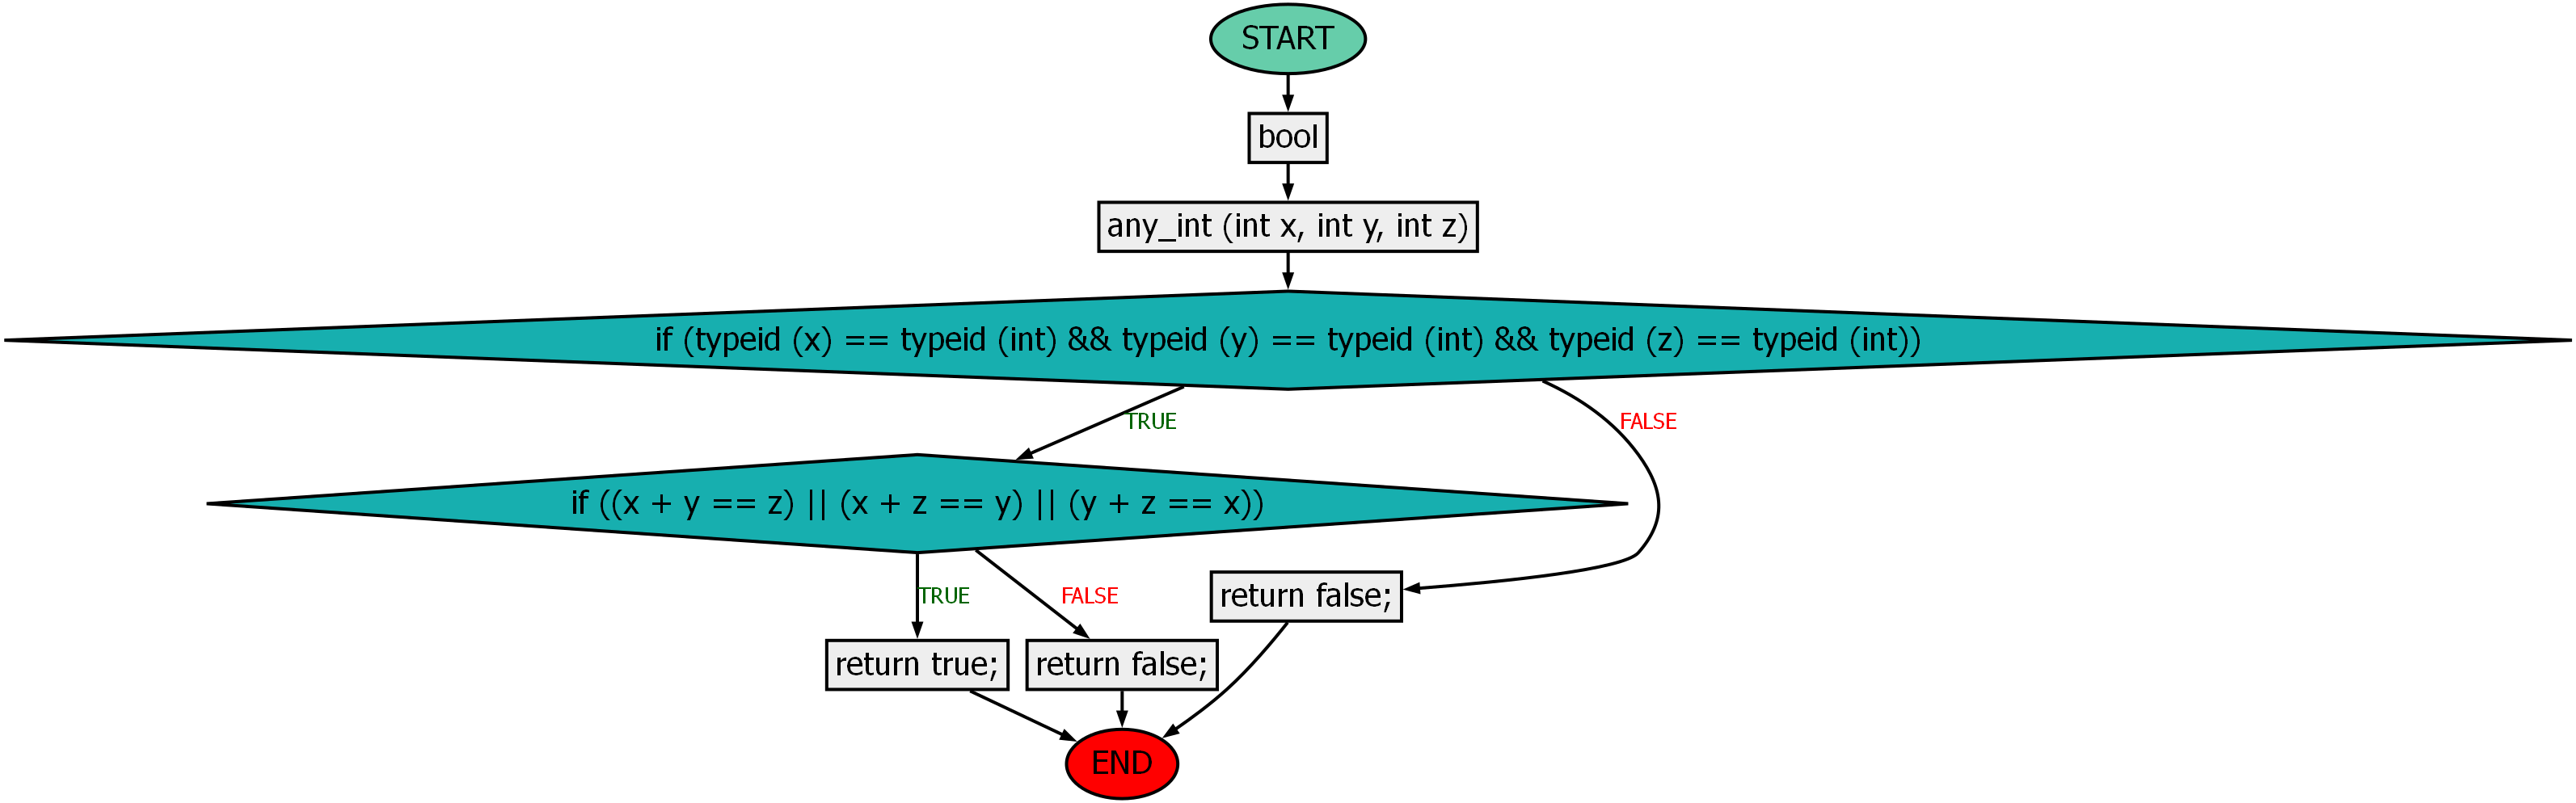 START
bool
any_int (int x, int y, int z)
if (typeid (x) == typeid (int) && typeid (y) == typeid (int) && typeid (z) == typeid (int))
TRUE
FALSE
if ((x + y == z) || (x + z == y) || (y + z == x))
TRUE
FALSE
return false;
return true;
return false;
END